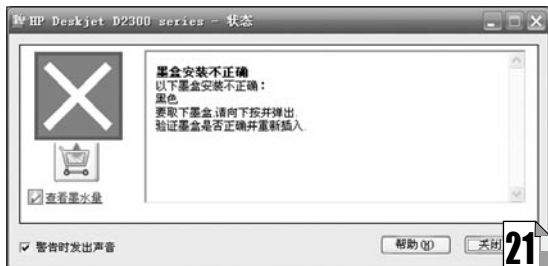 HP Deskjet D2300 series - 状态
墨盒安装不正确
以下墨盒安装不正确：
黑色
要取下墨盒,请向下按并弹出.
验证墨盒是否正确并重新插入.
查看墨水量
警告时发出声音
帮助(H)
关闭
21